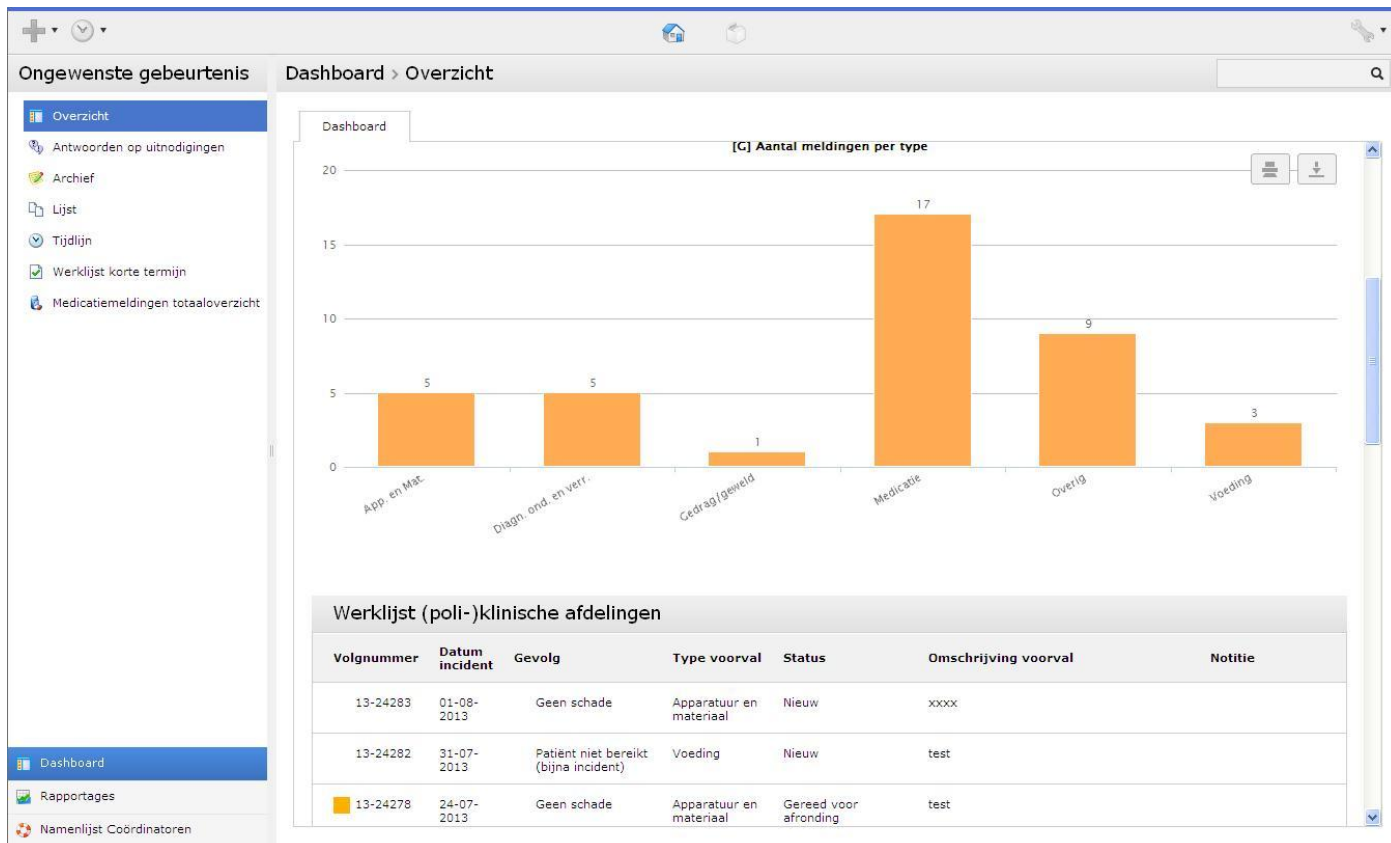 Ongewenste gebeurtenis
Dashboard > Overzicht
Overzicht
Antwoorden op uitnodigingen
Archief
Lijst
Tijdlijn
Werklijst korte termijn
Medicatiemeldingen totaaloverzicht
Dashboard
Rapportages
Namenlijst Coördinatoren
Dashboard
[G] Aantal meldingen per type
20
15
10
5
0
5
5
1
17
9
3
App. en Mat.
Diagn. ond. en verr.
Gedrag/geweld
Medicatie
Overig
Voeding
Werklijst (poli-)klinische afdelingen
Volgnummer Datum incident Gevolg Type voorval Status Omschrijving voorval Notitie
13-24283 01-08-2013 Geen schade Apparatuur en materiaal Nieuw xxxx
13-24282 31-07-2013 Patiënt niet bereikt (bijna incident) Voeding Nieuw test
13-24278 24-07-2013 Geen schade Apparatuur en materiaal Gereed voor afronding test